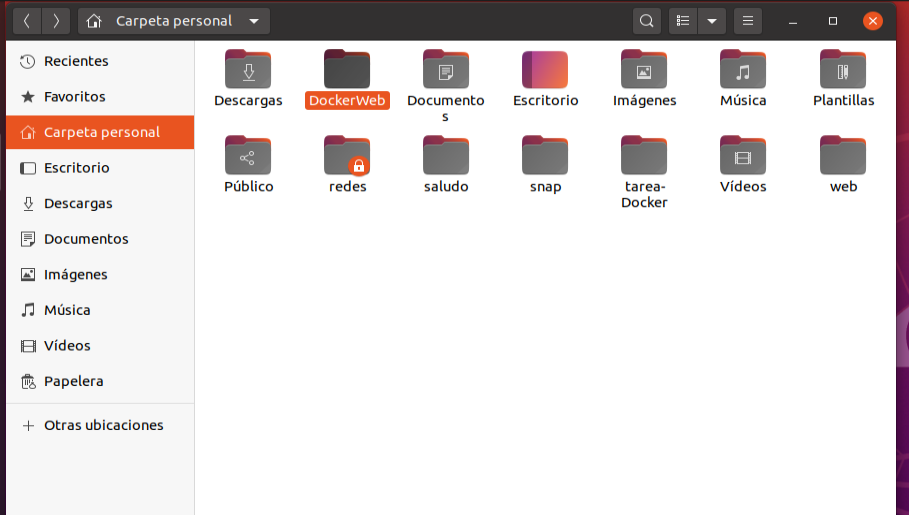 Carpeta personal
Recientes
Favoritos
Carpeta personal
Escritorio
Descargas
Documentos
Imágenes
Música
Vídeos
Papelera
Otras ubicaciones
Descargas
DockerWeb
Documento
s
Escritorio
Imágenes
Música
Plantillas
Público
redes
saludo
snap
tarea-
Docker
Vídeos
web